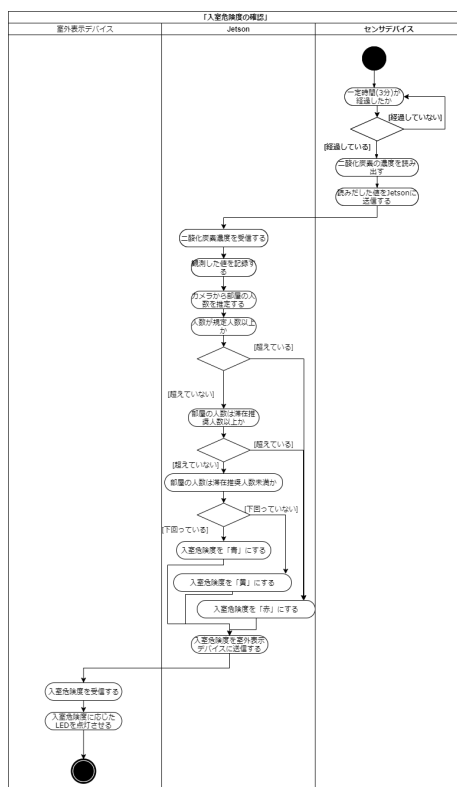 「入室危険度の確認」
室外表示デバイス
Jetson
センサデバイス
一定時間(3分)が
経過したか
[経過していない]
[経過している]
二酸化炭素の濃度を読み
出す
読みだした値をJetsonに
送信する
二酸化炭素濃度を受信する
観測した値を記録す
る
カメラから部屋の人
数を推定する
人数が規定人数以上
か
[超えている]
[超えていない]
部屋の人数は滞在推
奨人数以上か
[超えている]
[超えていない]
部屋の人数は滞在推奨人数未満か
[下回っていない]
[下回っている]
入室危険度を「青」にする
入室危険度を「黄」にする
入室危険度を「赤」にする
入室危険度を室外表示
デバイスに送信する
入室危険度を受信する
入室危険度に応じた
LEDを点灯させる